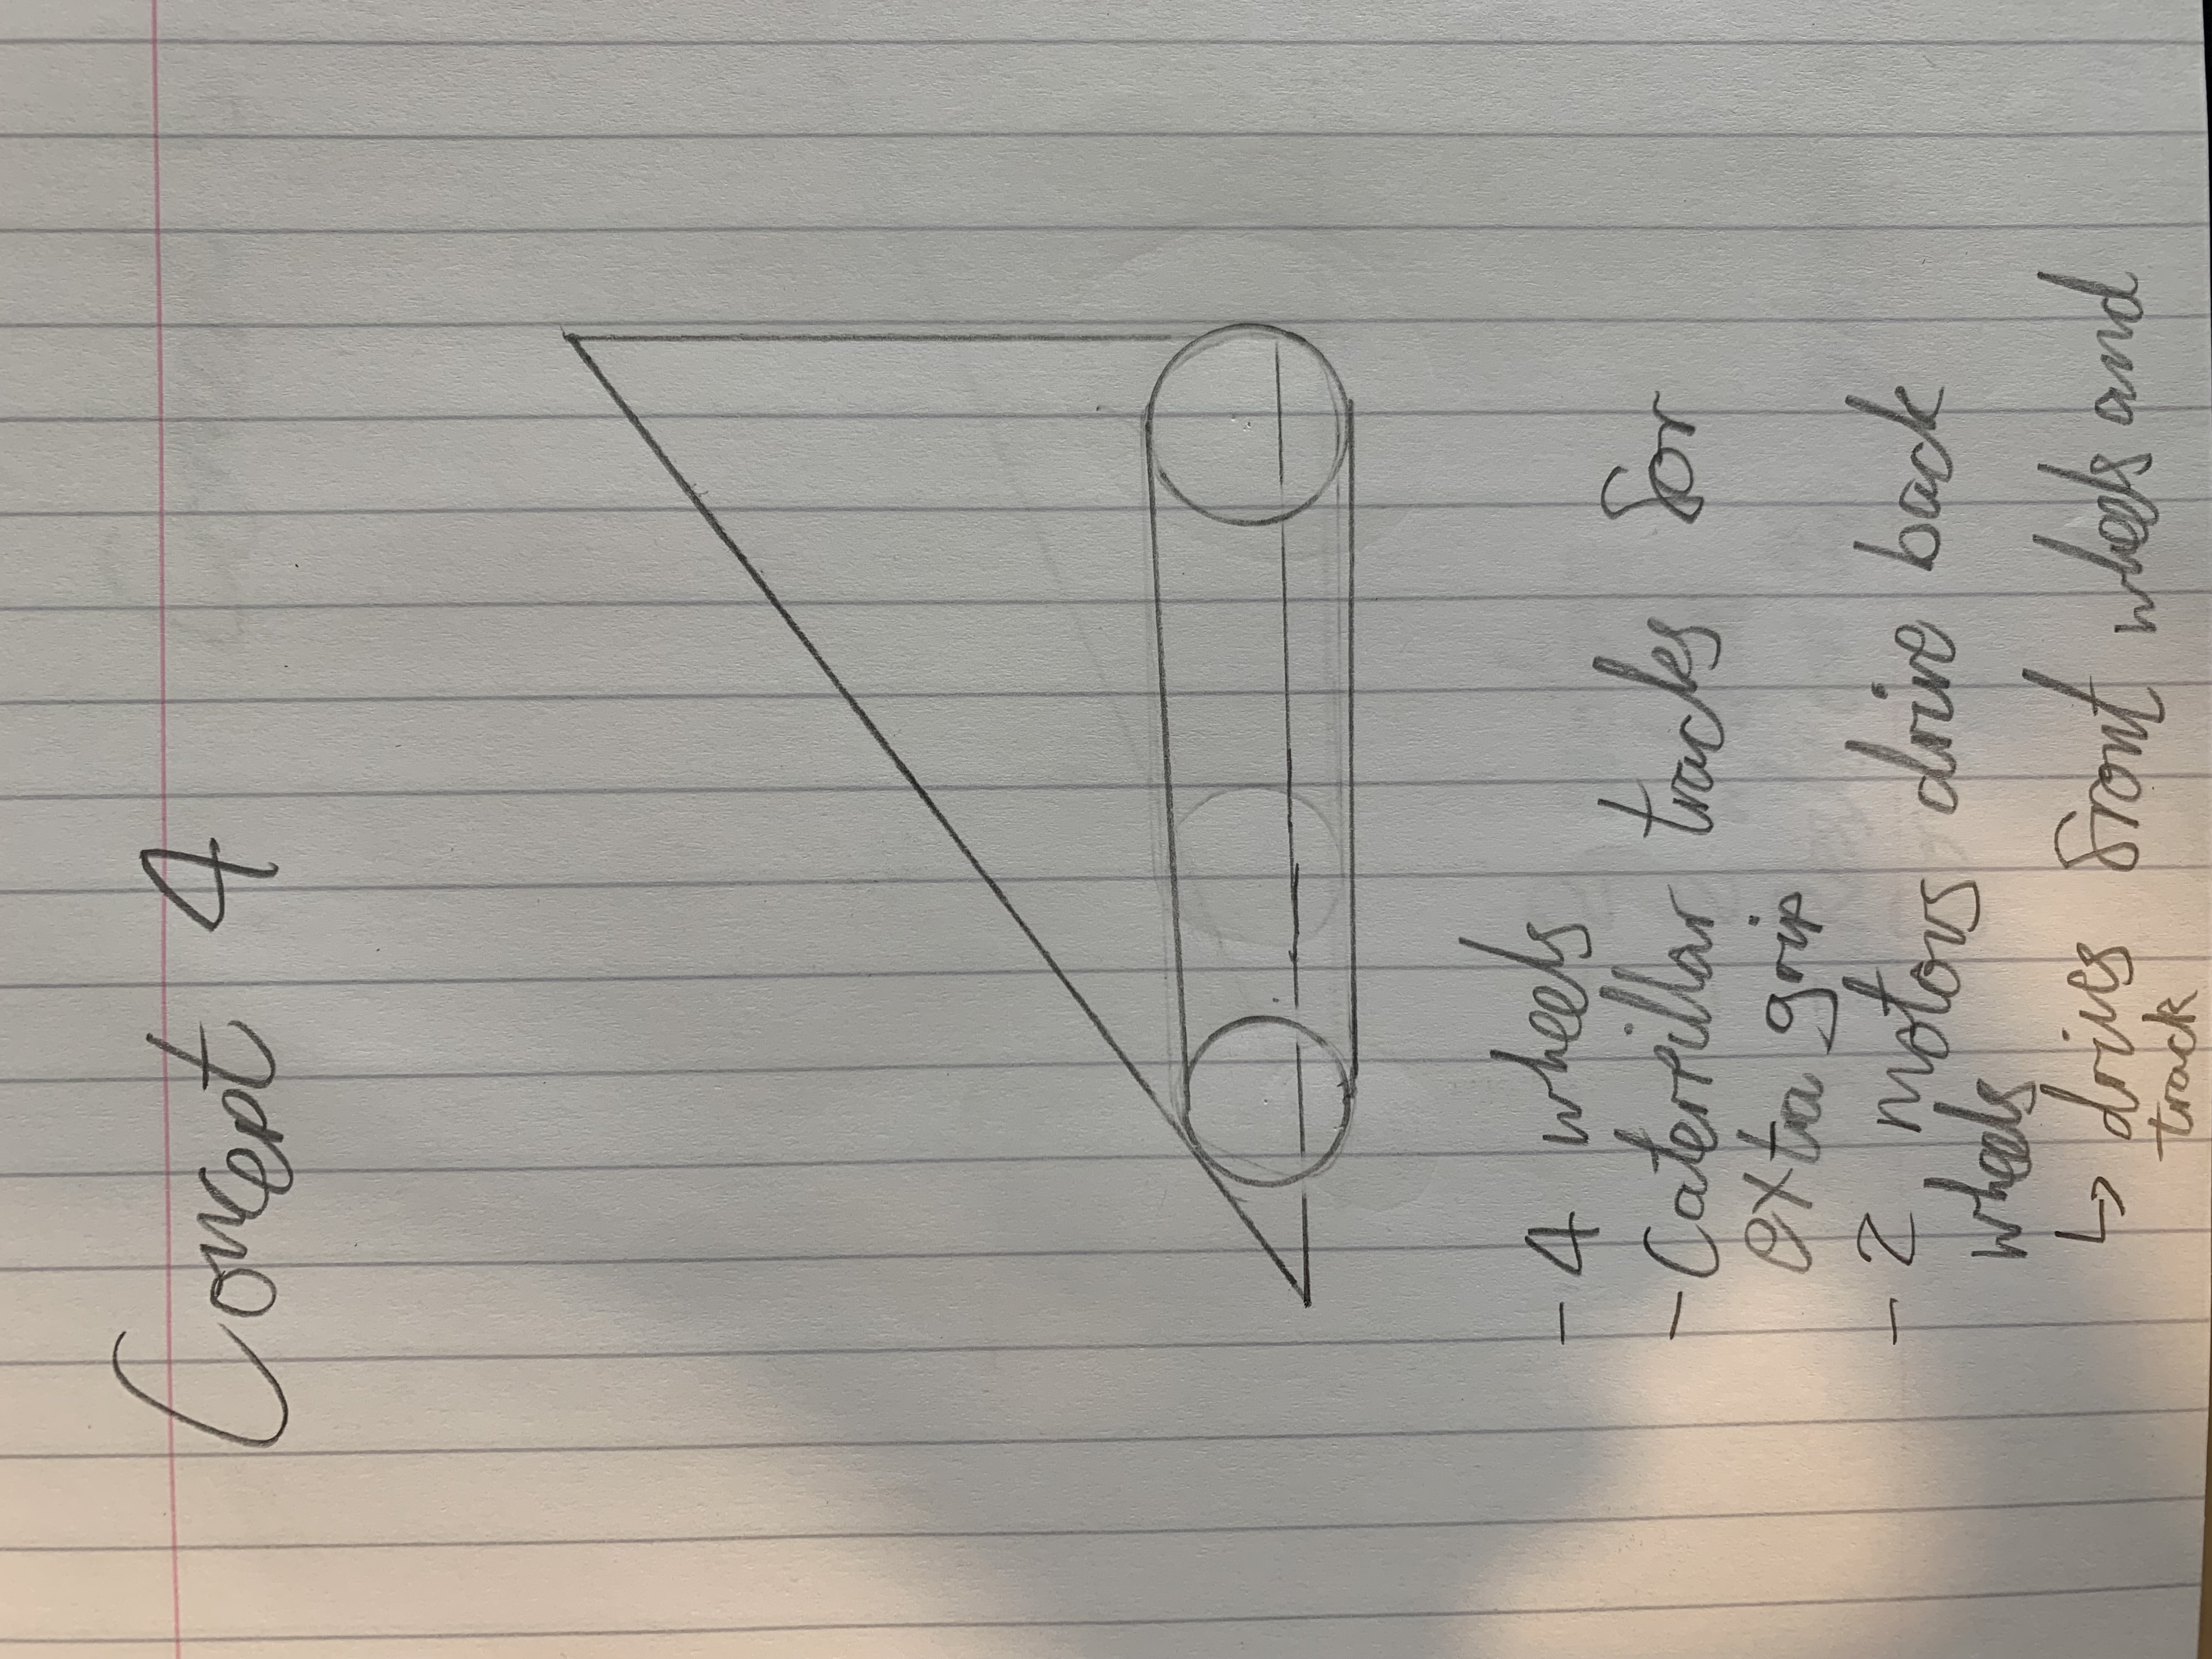 Concept 4
- 4 wheels
- Caterpillar tracks for
extra grip
- 2 motors drive back
wheels
↳ drives front wheels and
track